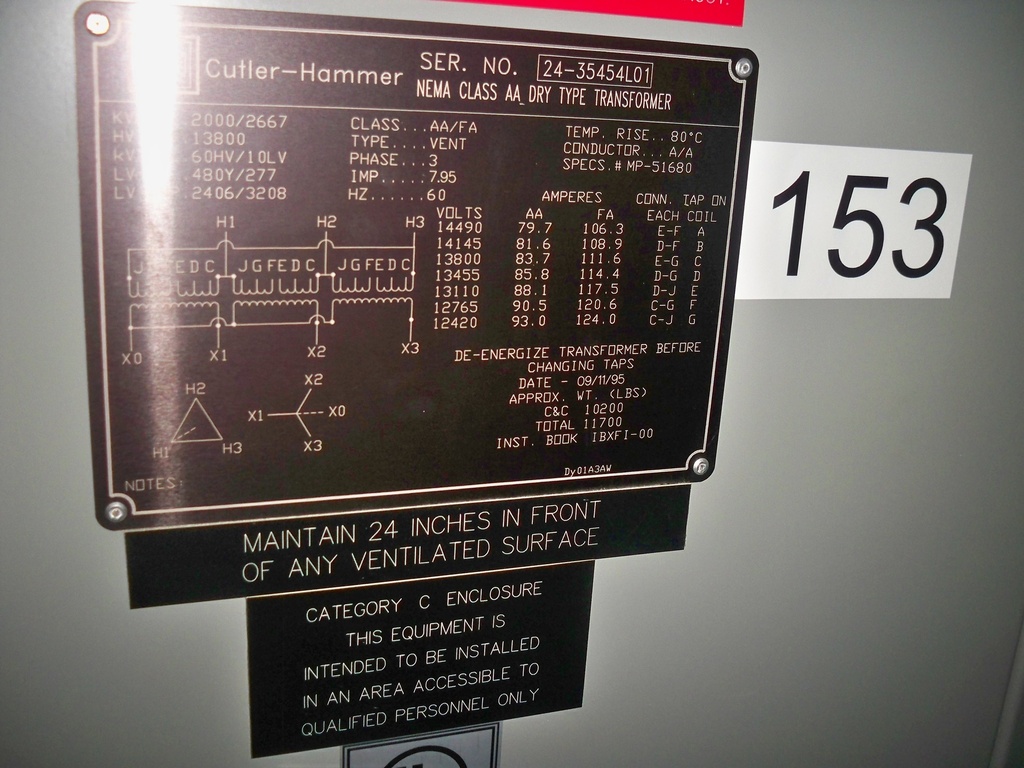 Cutler-Hammer
SER. NO. 24-35454L01
NEMA CLASS AA DRY TYPE TRANSFORMER
2000/2667
13800
60HV/10LV
480Y/277
2406/3208
CLASS...AA/FA
TYPE....VENT
PHASE...3
IMP.....7.95
HZ......60
TEMP. RISE.. 80°C
CONDUCTOR... A/A
SPECS.# MP-51680
AMPERES CONN. TAP ON
VOLTS AA FA EACH COIL
14490 79.7 106.3 E-F A
14145 81.6 108.9 D-F B
13800 83.7 111.6 E-G C
13455 85.8 114.4 D-G D
13110 88.1 117.5 D-J E
12765 90.5 120.6 C-G F
12420 93.0 124.0 C-J G
H1 H2 H3
J G F E D C J G F E D C J G F E D C
X0 X1 X2 X3
H2
H1 H3
X2
X1 X0
X3
DE-ENERGIZE TRANSFORMER BEFORE
CHANGING TAPS
DATE - 09/11/95
APPROX. WT. (LBS)
C&C 10200
TOTAL 11700
INST. BOOK IBXFI-00
Dy01A3AW
NOTES:
153
MAINTAIN 24 INCHES IN FRONT
OF ANY VENTILATED SURFACE
CATEGORY C ENCLOSURE
THIS EQUIPMENT IS
INTENDED TO BE INSTALLED
IN AN AREA ACCESSIBLE TO
QUALIFIED PERSONNEL ONLY